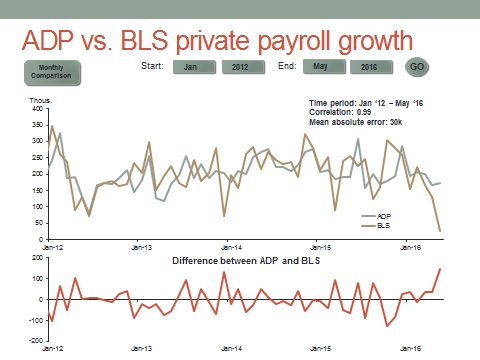 ADP vs. BLS private payroll growth
Monthly
Comparison
Start: Jan 2012 End: May 2016 GO
Thous.
Time period: Jan '12 – May '16
Correlation: 0.99
Mean absolute error: 30k
400
350
300
250
200
150
100
50
0
ADP
BLS
Jan-12 Jan-13 Jan-14 Jan-15 Jan-16
Difference between ADP and BLS
200
100
0
-100
-200
Jan-12 Jan-13 Jan-14 Jan-15 Jan-16